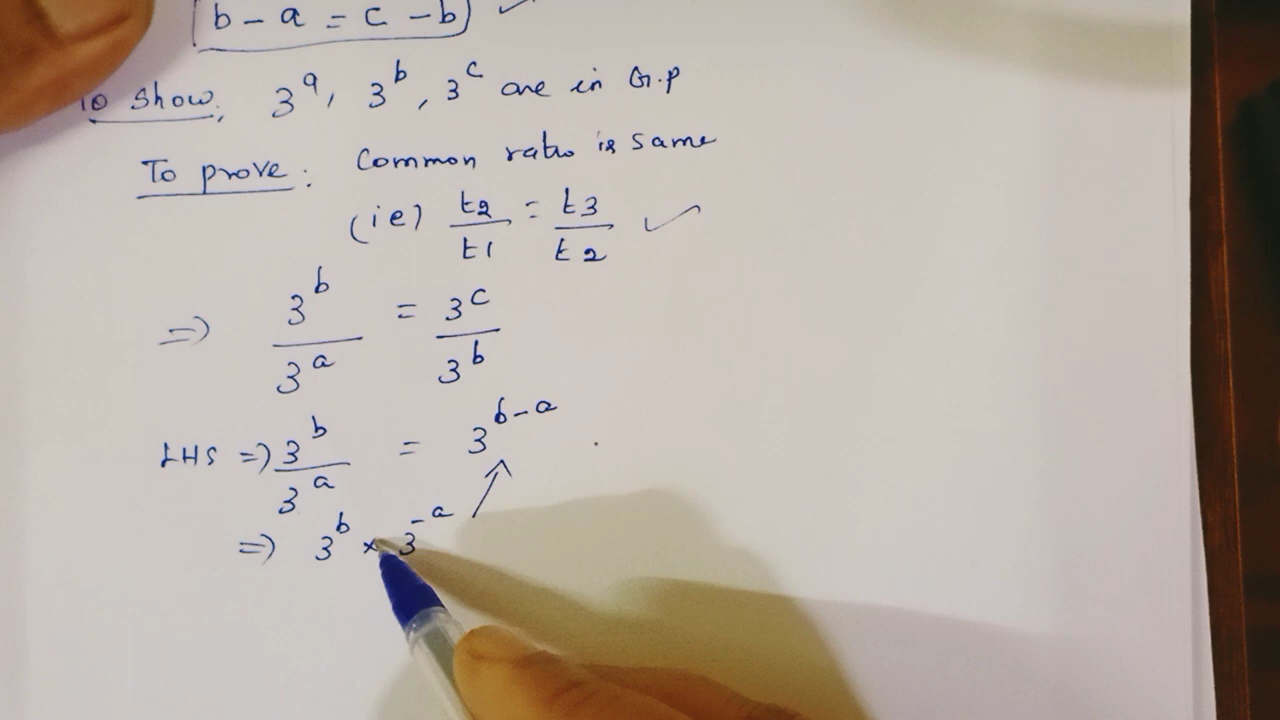 b - a = c - b
To show, 3^a, 3^b, 3^c are in G.P
To prove: Common ratio is same
(ie) t2/t1 = t3/t2 ✓
=> 3^b/3^a = 3^c/3^b
LHS => 3^b/3^a = 3^(b-a)
=> 3^b × 3^-a